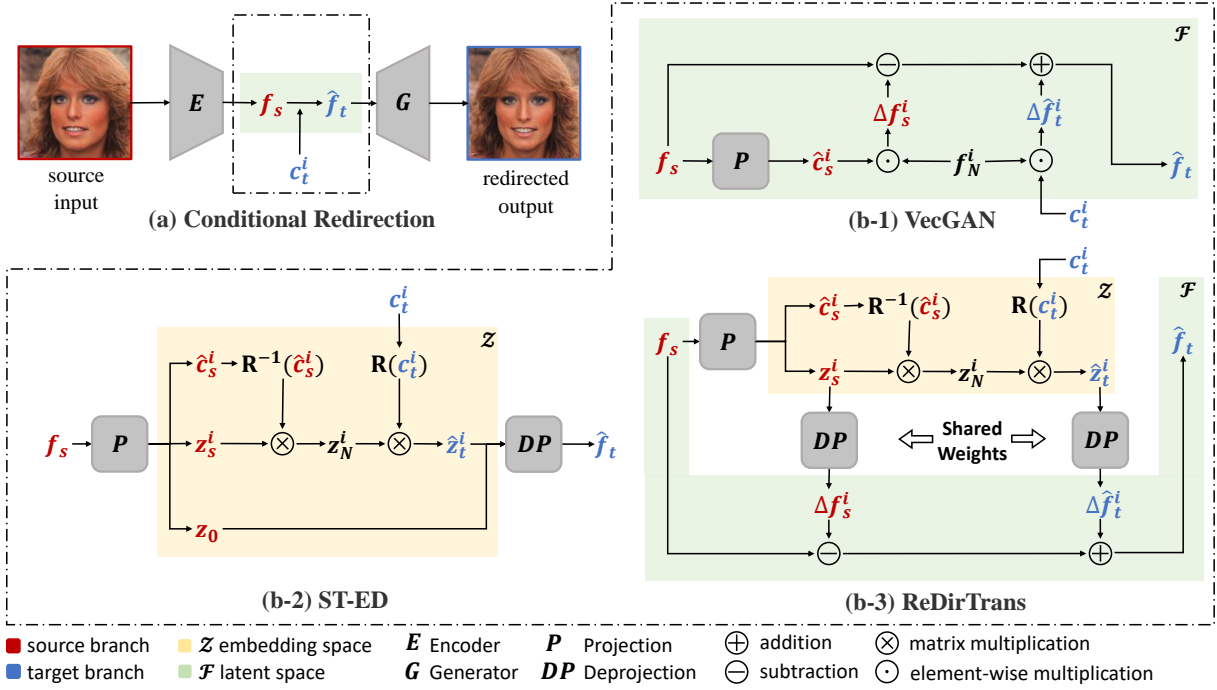 E
f_s
f̂_t
G
c_t^i
source
input
redirected
output
(a) Conditional Redirection
ℱ
Δf_s^i
Δf̂_t^i
f_s
P
ĉ_s^i
f_N^i
f̂_t
c_t^i
(b-1) VecGAN
c_t^i
𝒵
ĉ_s^i
R⁻¹(ĉ_s^i)
R(c_t^i)
f_s
P
z_s^i
z_N^i
ẑ_t^i
DP
f̂_t
z_0
(b-2) ST-ED
c_t^i
𝒵
ℱ
ĉ_s^i
R⁻¹(ĉ_s^i)
R(c_t^i)
f_s
P
f̂_t
z_s^i
z_N^i
ẑ_t^i
DP
Shared
Weights
DP
Δf_s^i
Δf̂_t^i
(b-3) ReDirTrans
source branch
𝒵 embedding space
E Encoder
P Projection
addition
matrix multiplication
target branch
ℱ latent space
G Generator
DP Deprojection
subtraction
element-wise multiplication